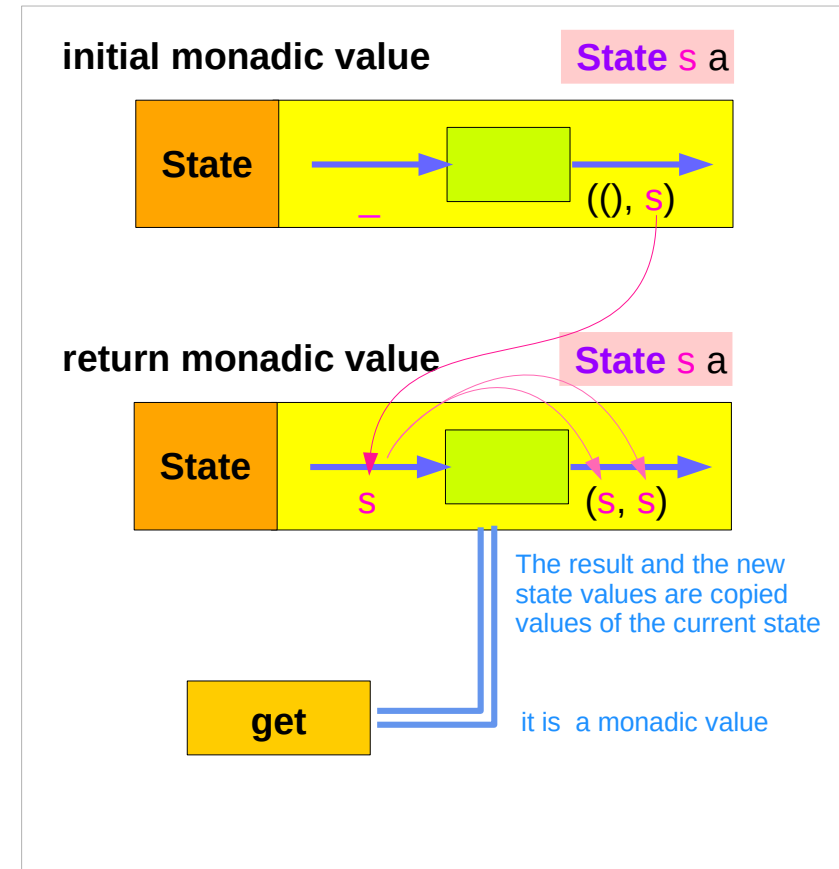 initial monadic value
State s a
State
_
((), s)
return monadic value
State s a
State
s
(s, s)
The result and the new
state values are copied
values of the current state
get
it is a monadic value